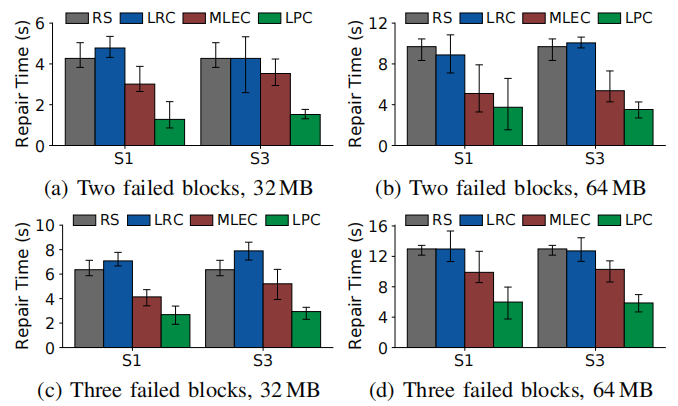 RS LRC MLEC LPC
Repair Time (s)
6
4
2
0
S1 S3
(a) Two failed blocks, 32 MB
RS LRC MLEC LPC
Repair Time (s)
12
8
4
0
S1 S3
(b) Two failed blocks, 64 MB
RS LRC MLEC LPC
Repair Time (s)
10
8
6
4
2
0
S1 S3
(c) Three failed blocks, 32 MB
RS LRC MLEC LPC
Repair Time (s)
16
12
8
4
0
S1 S3
(d) Three failed blocks, 64 MB